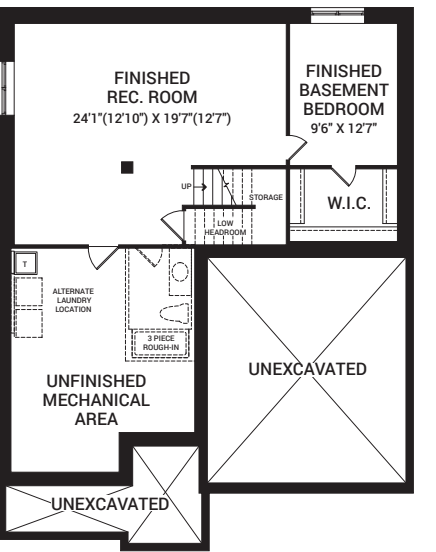 FINISHED
REC. ROOM
24'1"(12'10") X 19'7"(12'7")
FINISHED
BASEMENT
BEDROOM
9'6" X 12'7"
UP
STORAGE
W.I.C.
LOW
HEADROOM
T
ALTERNATE
LAUNDRY
LOCATION
3 PIECE
ROUGH-IN
UNFINISHED
MECHANICAL
AREA
UNEXCAVATED
UNEXCAVATED